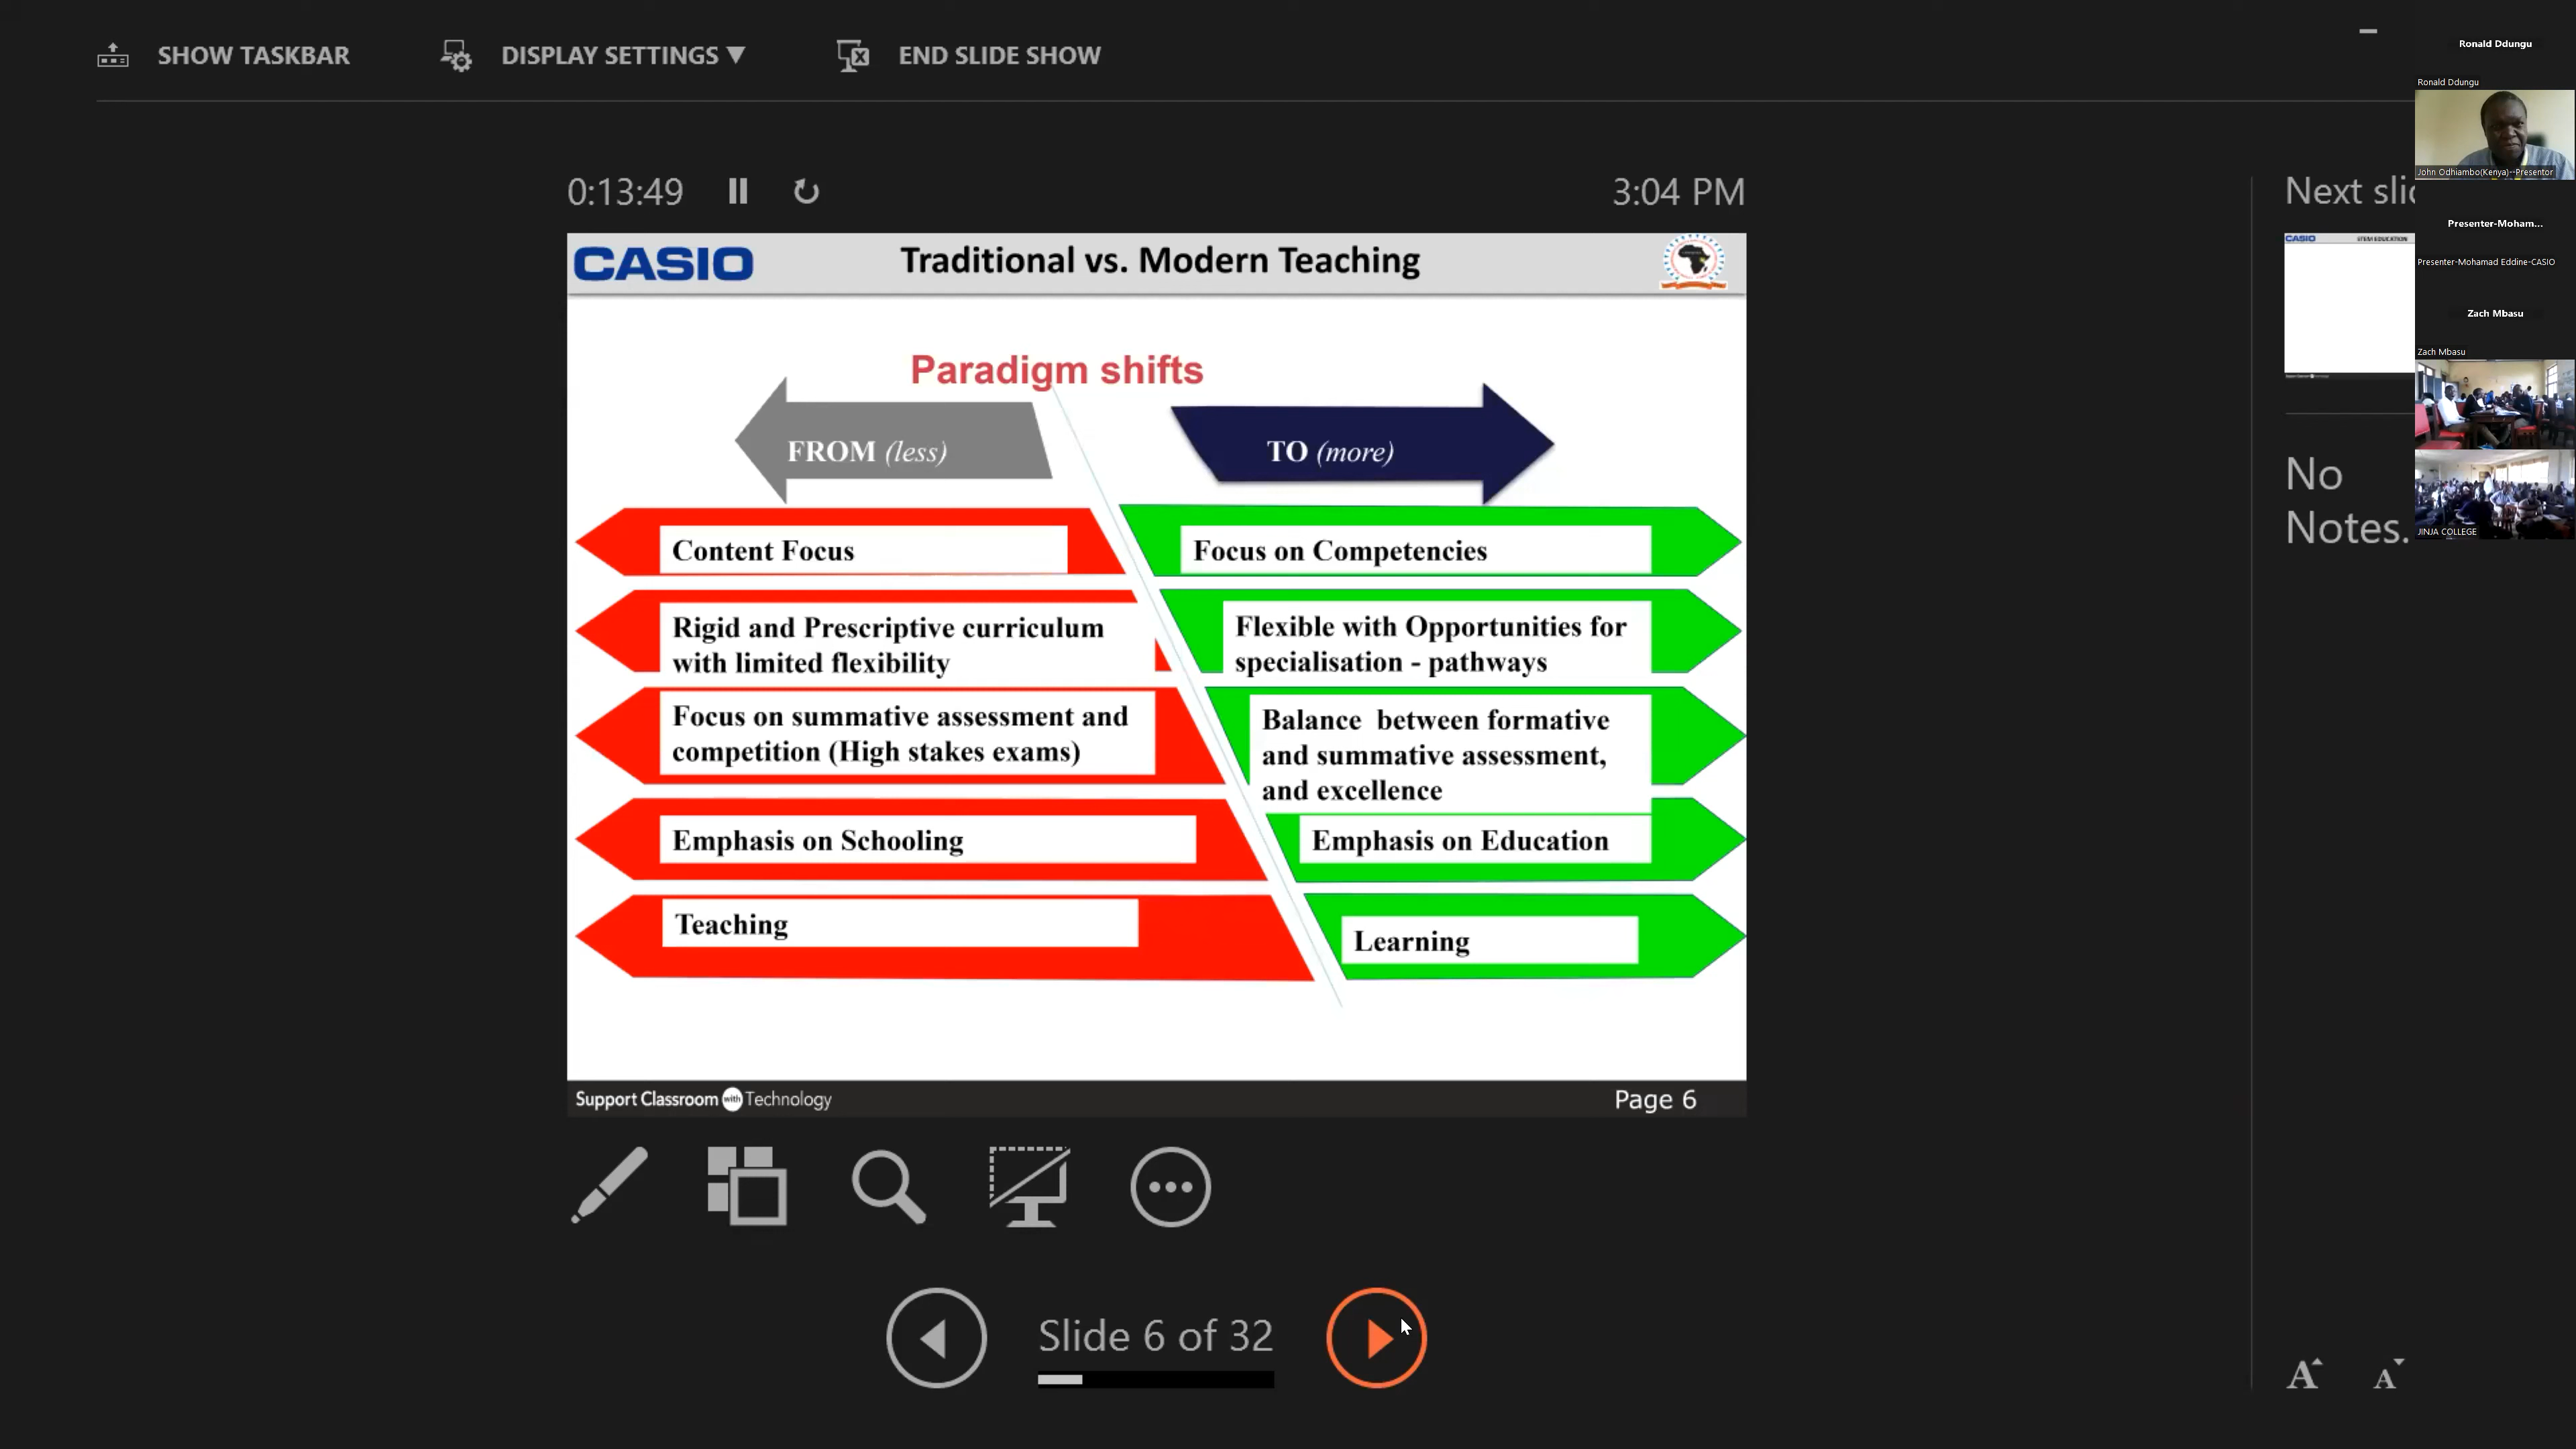 SHOW TASKBAR
DISPLAY SETTINGS ▼
END SLIDE SHOW
0:13:49
3:04 PM
CASIO
Traditional vs. Modern Teaching
Paradigm shifts
FROM (less)
TO (more)
Content Focus
Focus on Competencies
Rigid and Prescriptive curriculum
with limited flexibility
Flexible with Opportunities for
specialisation - pathways
Focus on summative assessment and
competition (High stakes exams)
Balance between formative
and summative assessment,
and excellence
Emphasis on Schooling
Emphasis on Education
Teaching
Learning
Support Classroom with Technology
Page 6
Slide 6 of 32
Next slid
CASIO
STEM EDUCATION
No
Notes.
A
A
Ronald Ddungu
Ronald Ddungu
John Odhiambo(Kenya)--Presentor
Presenter-Moham...
Presenter-Mohamad Eddine-CASIO
Zach Mbasu
Zach Mbasu
JINJA COLLEGE